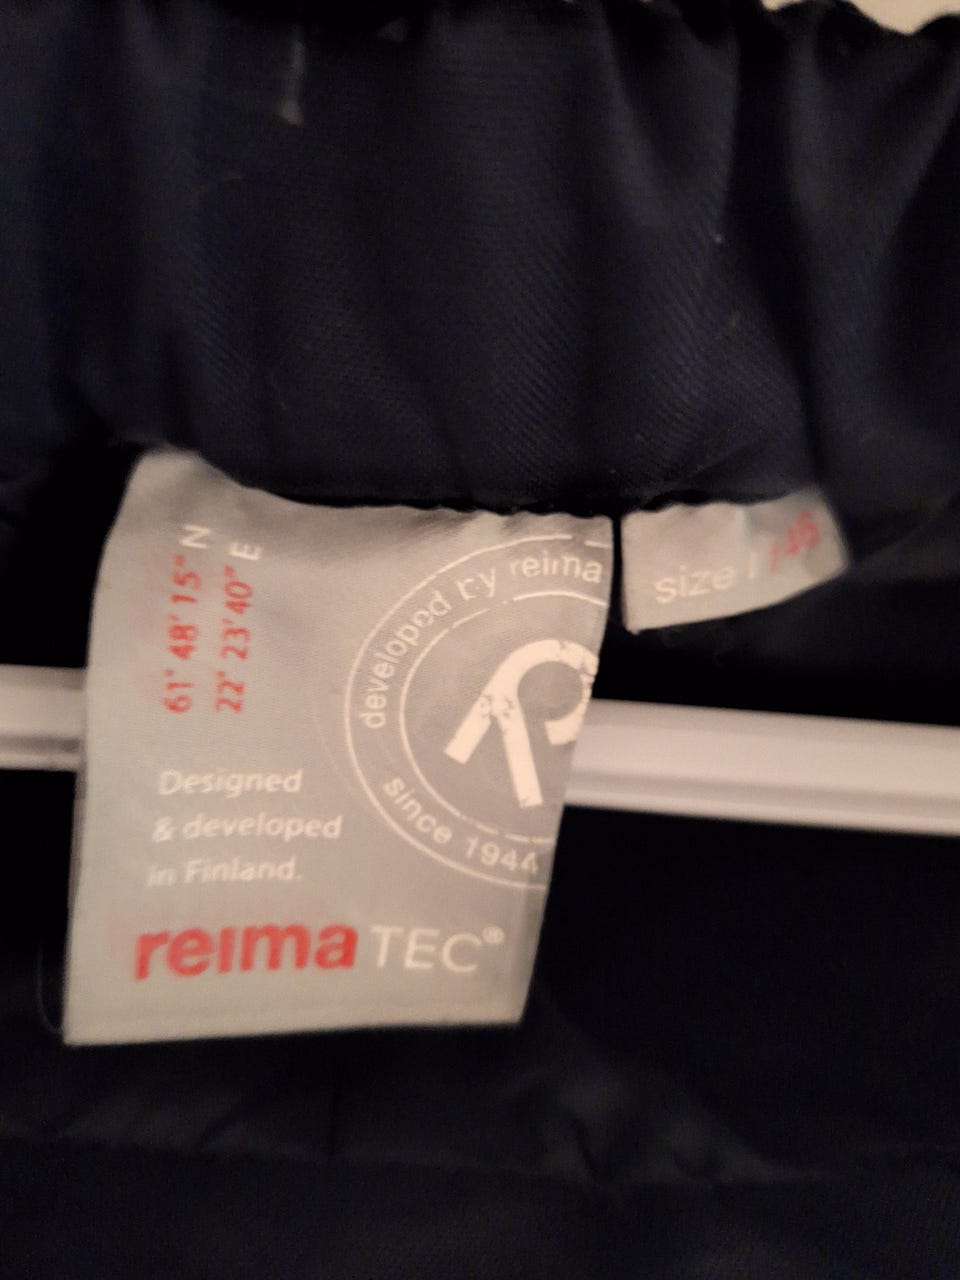 61° 48' 15" N
22° 23' 40" E
developed by reima
since 1944
Designed
& developed
in Finland.
reima TEC®
size /